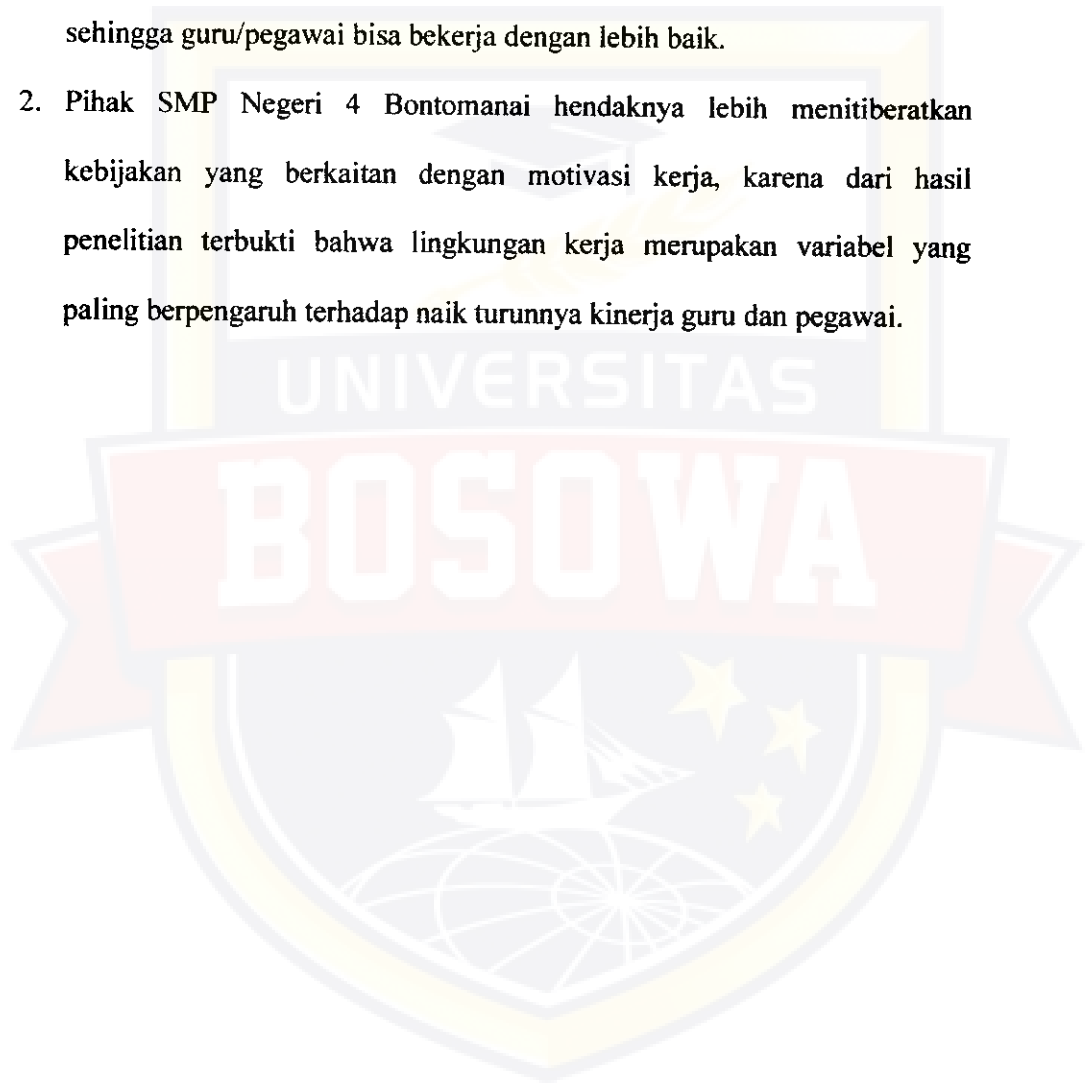 sehingga guru/pegawai bisa bekerja dengan lebih baik.
2. Pihak SMP Negeri 4 Bontomanai hendaknya lebih menitiberatkan
kebijakan yang berkaitan dengan motivasi kerja, karena dari hasil
penelitian terbukti bahwa lingkungan kerja merupakan variabel yang
paling berpengaruh terhadap naik turunnya kinerja guru dan pegawai.
UNIVERSITAS
BOSOWA